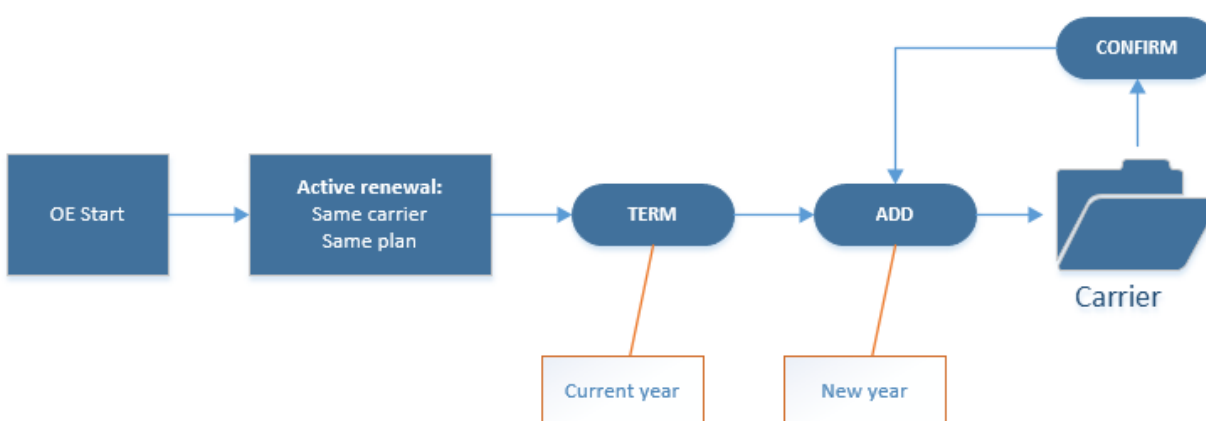 CONFIRM
OE Start
Active renewal:
Same carrier
Same plan
TERM
ADD
Carrier
Current year
New year